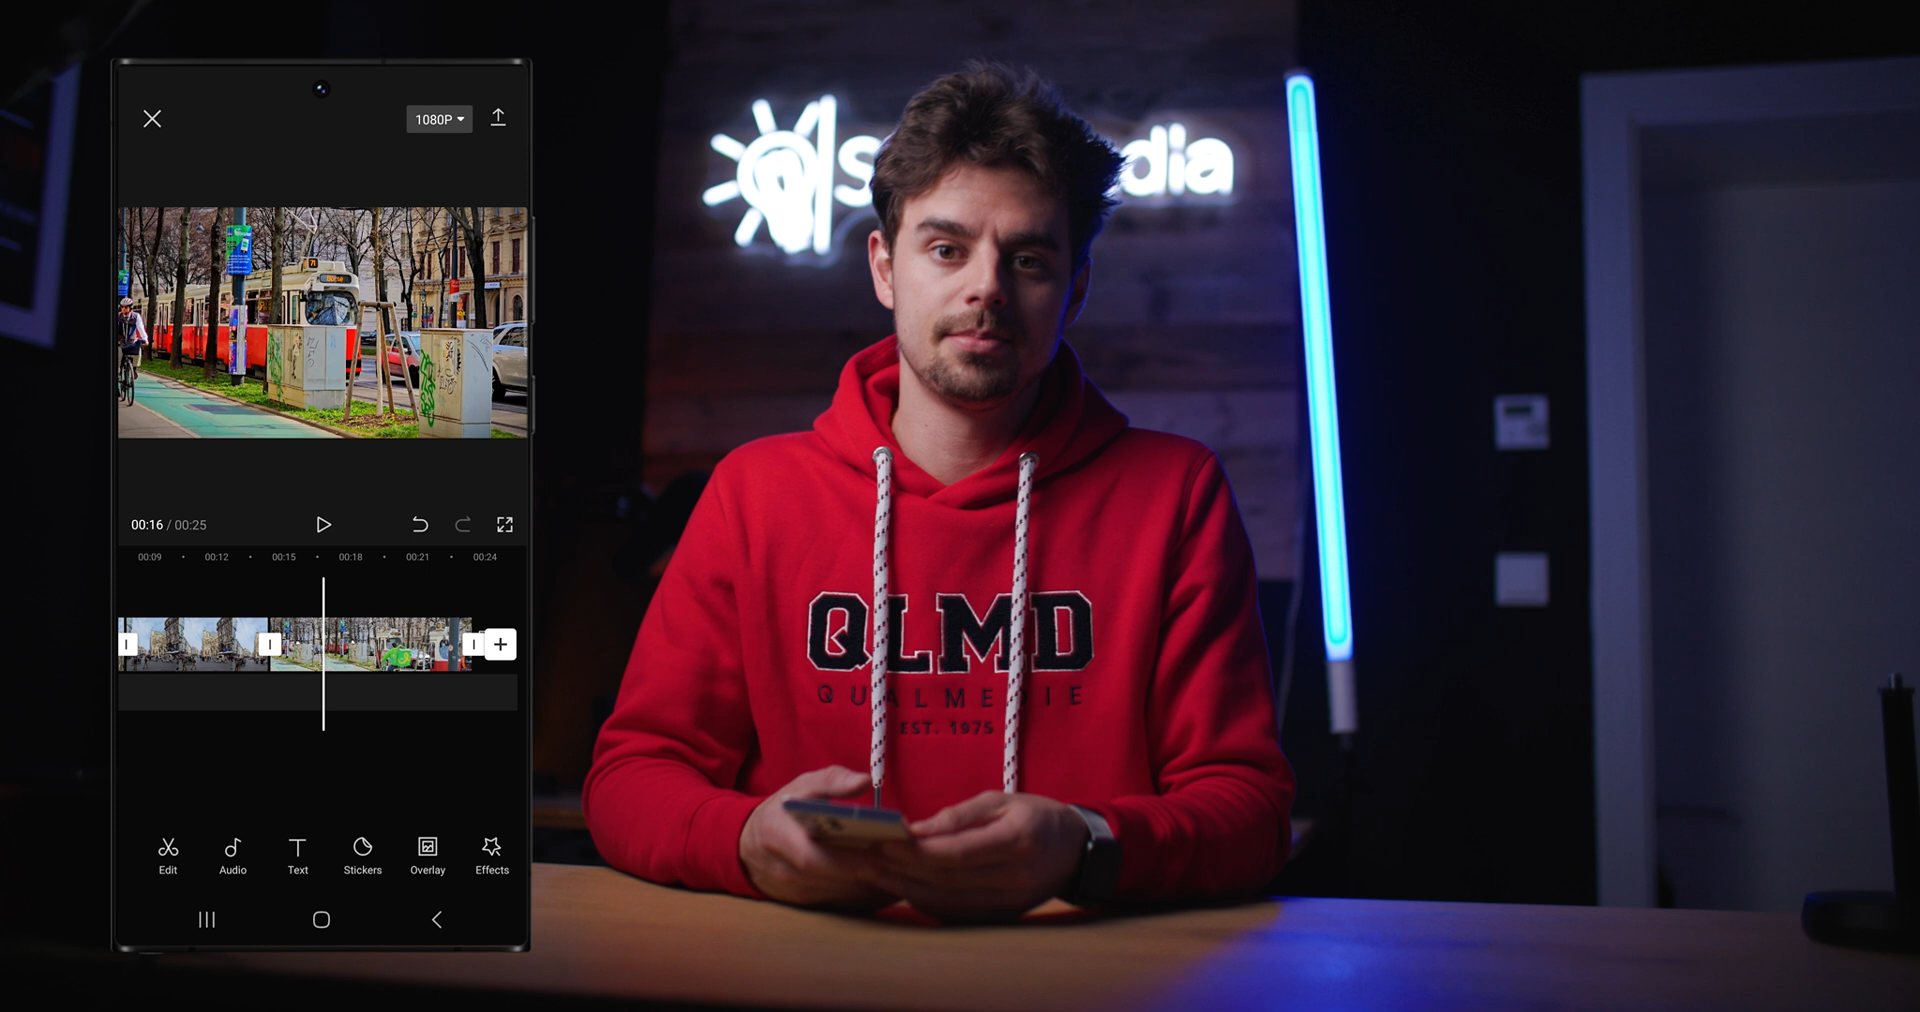 1080P
71
00:16 / 00:25
00:09 00:12 00:15 00:18 00:21 00:24
Edit Audio Text Stickers Overlay Effects
dia
QLMD
EST. 1975